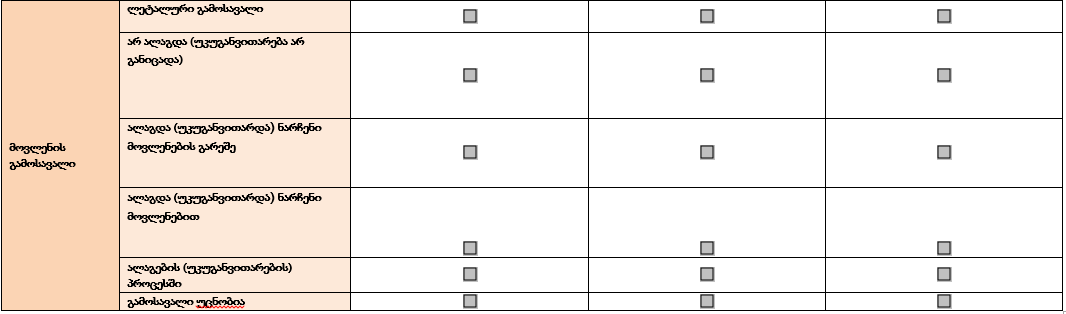 ლეტალური გამოსავალი
არ ალაგდა (უკუგანვითარება არ
განიცადა)
მოვლენის
გამოსავალი
ალაგდა (უკუგანვითარდა) ნარჩენი
მოვლენების გარეშე
ალაგდა (უკუგანვითარდა) ნარჩენი
მოვლენებით
ალაგების (უკუგანვითარების)
პროცესში
გამოსავალი უცნობია